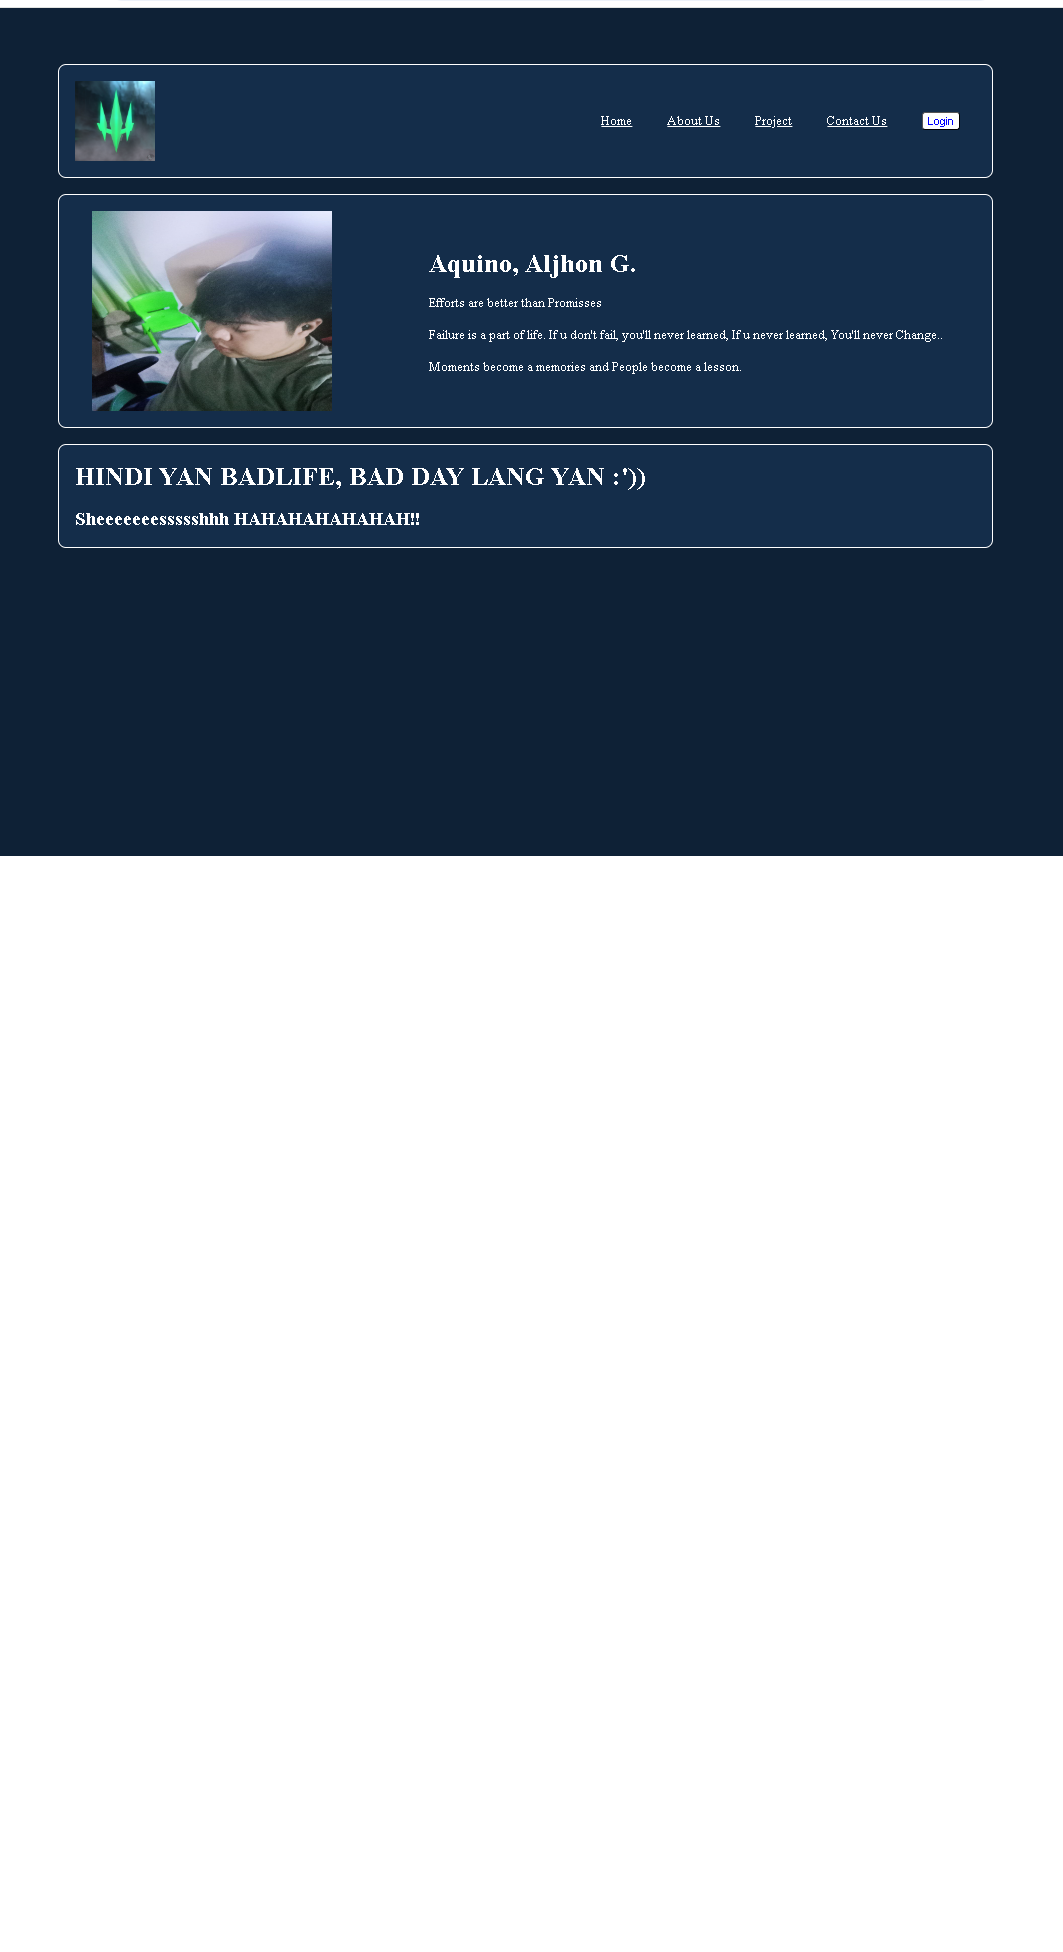 Home About Us Project Contact Us Login
Aquino, Aljhon G.
Efforts are better than Promisses
Failure is a part of life. If u don't fail, you'll never learned, If u never learned, You'll never Change..
Moments become a memories and People become a lesson.
HINDI YAN BADLIFE, BAD DAY LANG YAN :'))
Sheeeeeeessssshhh HAHAHAHAHAHAH!!